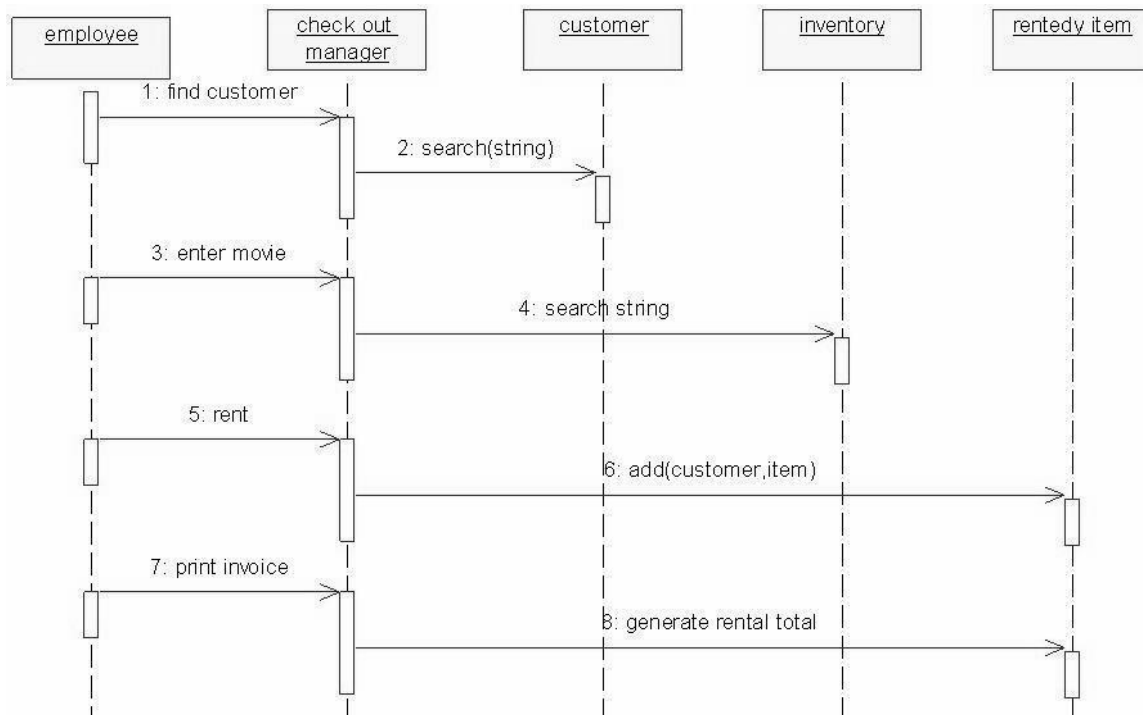 employee
check out
manager
customer
inventory
rentedy item
1: find customer
2: search(string)
3: enter movie
4: search string
5: rent
6: add(customer,item)
7: print invoice
8: generate rental total